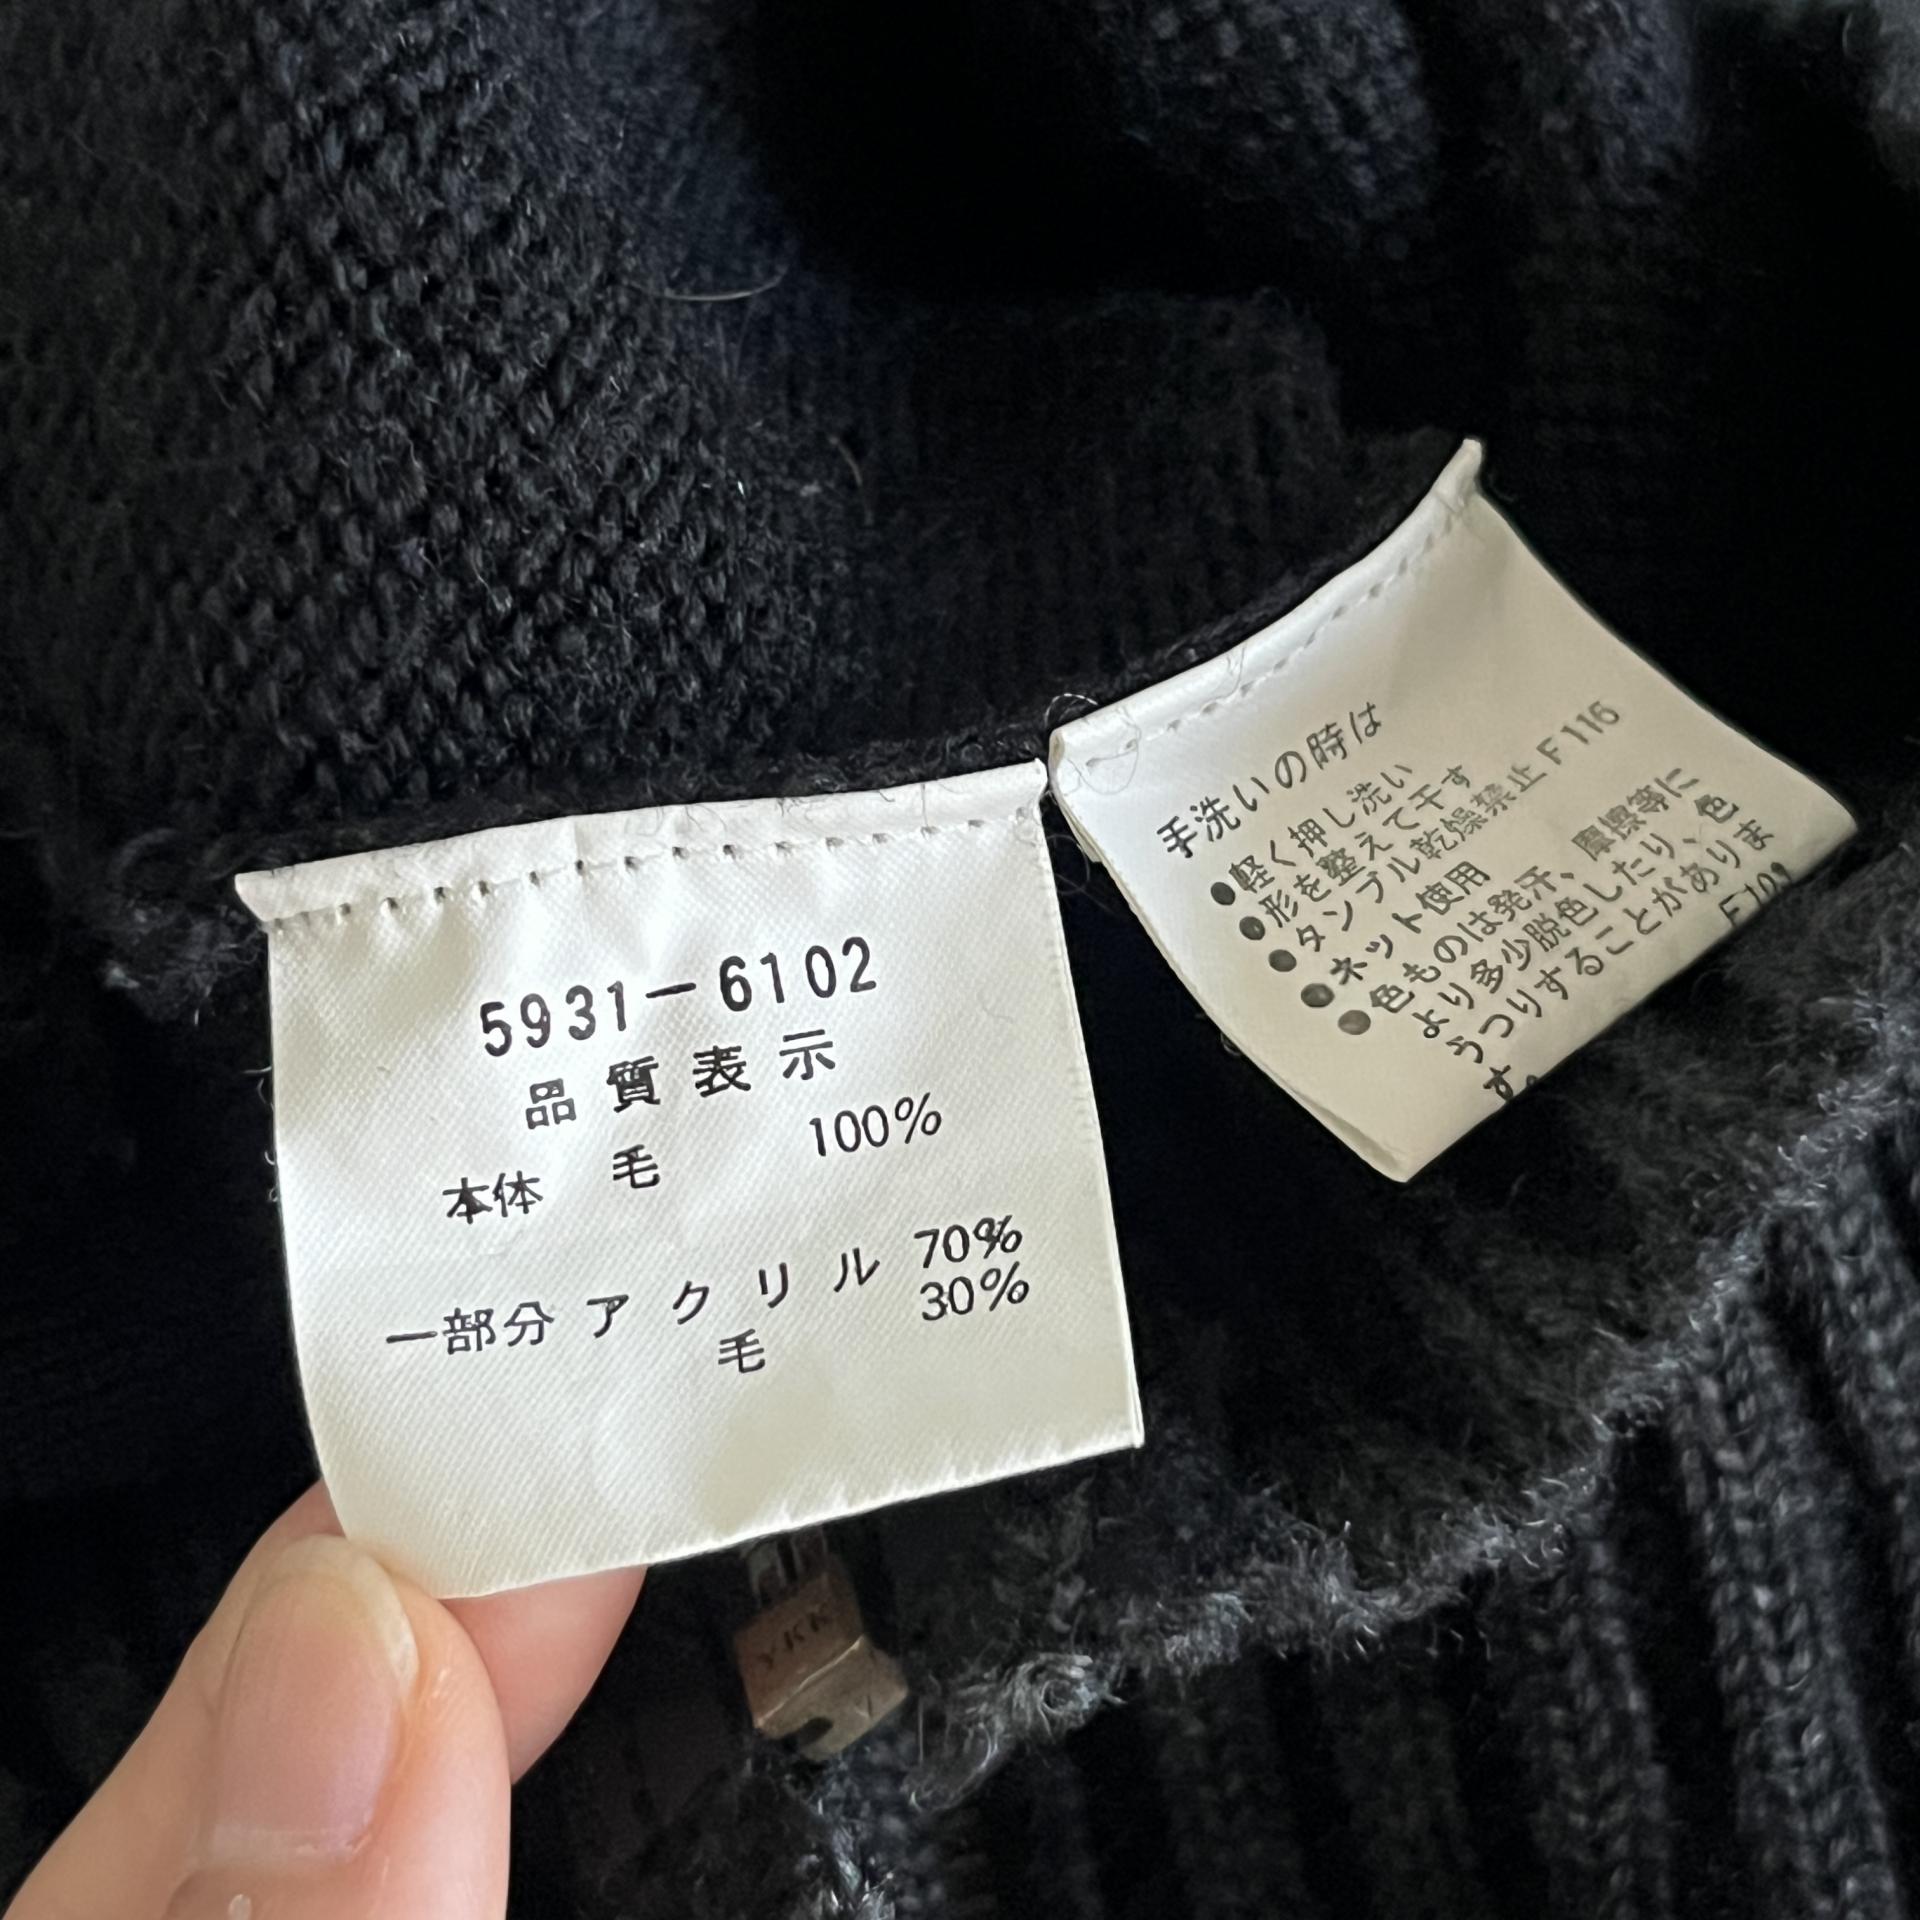 5931-6102
品質表示
本体 毛 100%
一部分 アクリル 70%
毛 30%
手洗いの時は
●軽く押し洗い
●形を整えて干す
●タンブル乾燥禁止 F116
●ネット使用
●色ものは発汗、摩擦等に
より多少脱色したり、色
うつりすることがありま
す。
YKK